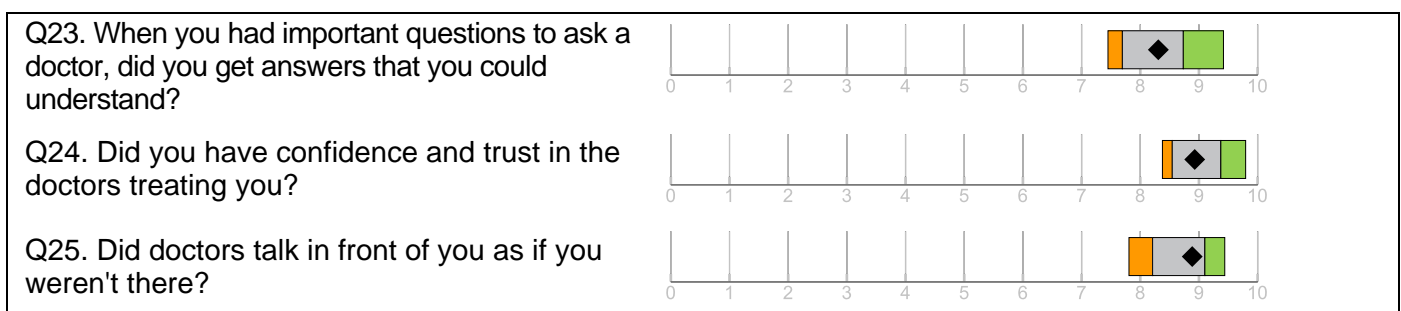 Q23. When you had important questions to ask a
doctor, did you get answers that you could
understand?
0 1 2 3 4 5 6 7 8 9 10
Q24. Did you have confidence and trust in the
doctors treating you?
0 1 2 3 4 5 6 7 8 9 10
Q25. Did doctors talk in front of you as if you
weren't there?
0 1 2 3 4 5 6 7 8 9 10